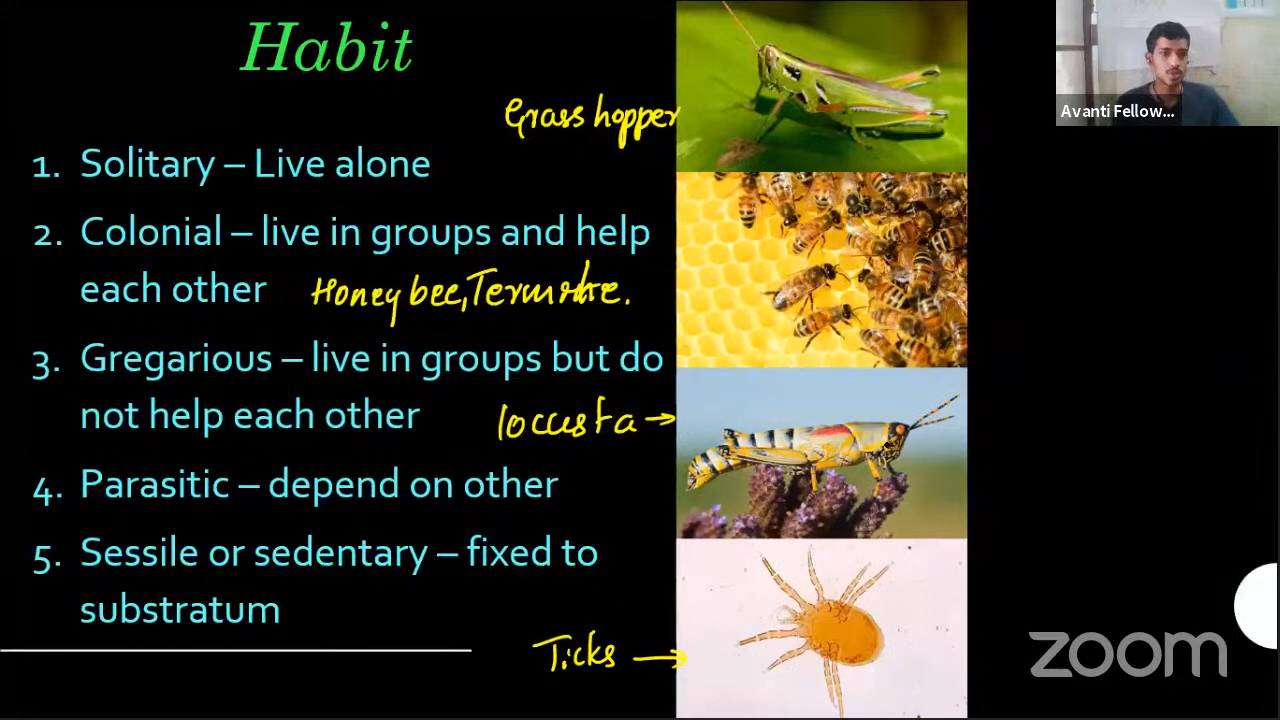 Habit
Grass hopper
1. Solitary – Live alone
2. Colonial – live in groups and help
each other Honey bee, Termite.
3. Gregarious – live in groups but do
not help each other locusta →
4. Parasitic – depend on other
5. Sessile or sedentary – fixed to
substratum
Ticks →
Avanti Fellow...
zoom